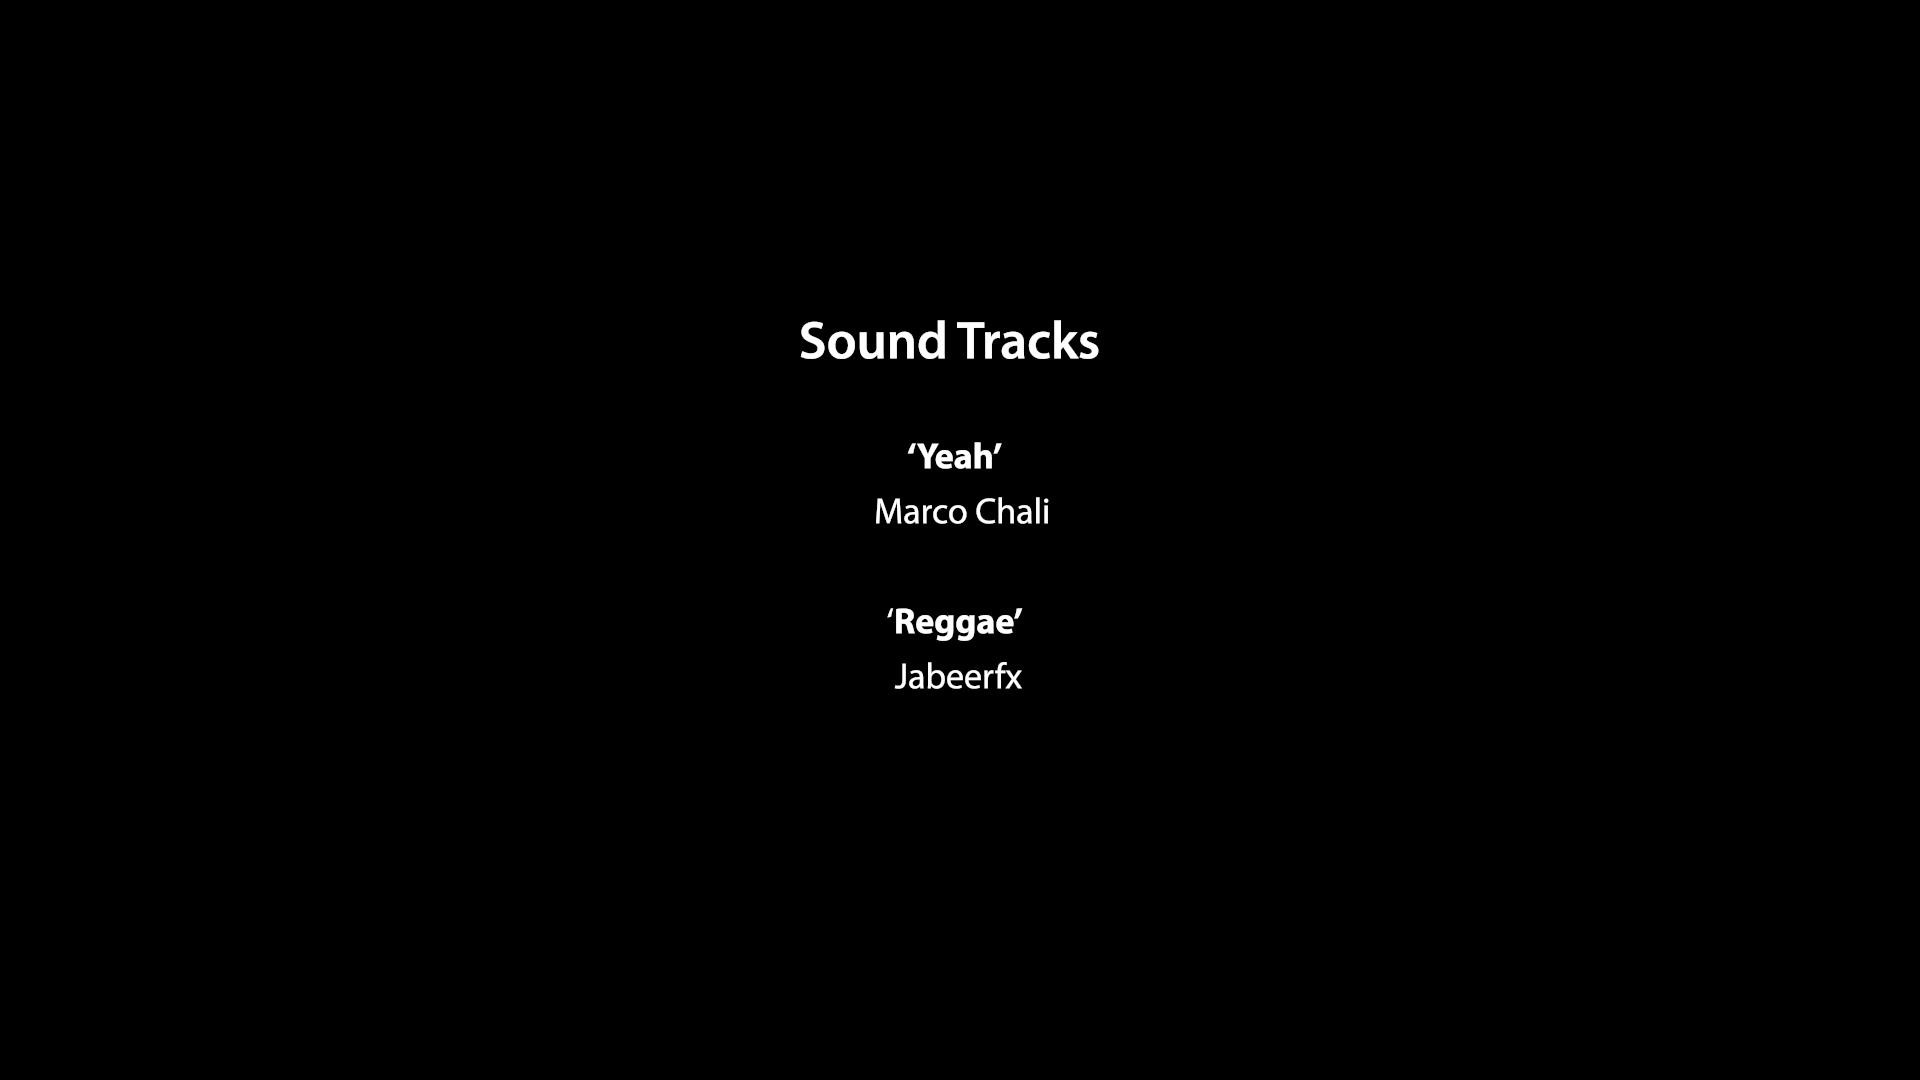 Sound Tracks
‘Yeah’
Marco Chali
‘Reggae’
Jabeerfx